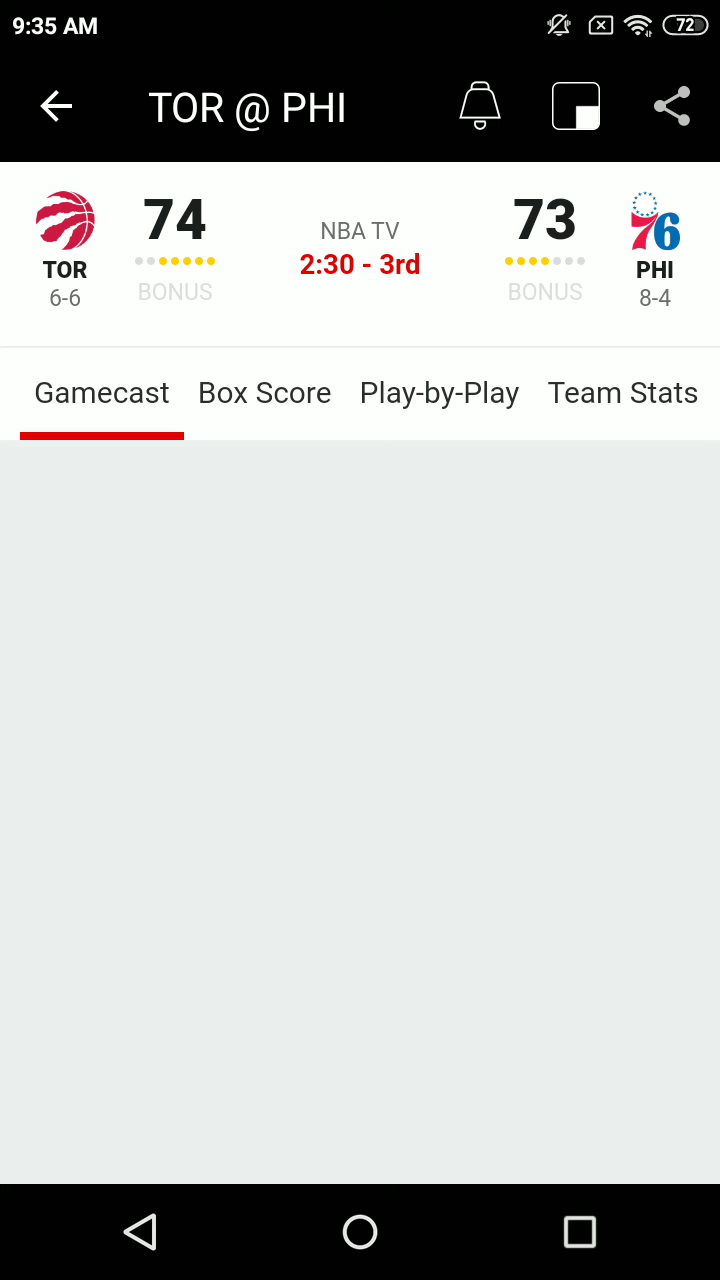 9:35 AM 72
TOR @ PHI
74 NBA TV 73 76
TOR 2:30 - 3rd PHI
6-6 BONUS BONUS 8-4
Gamecast Box Score Play-by-Play Team Stats